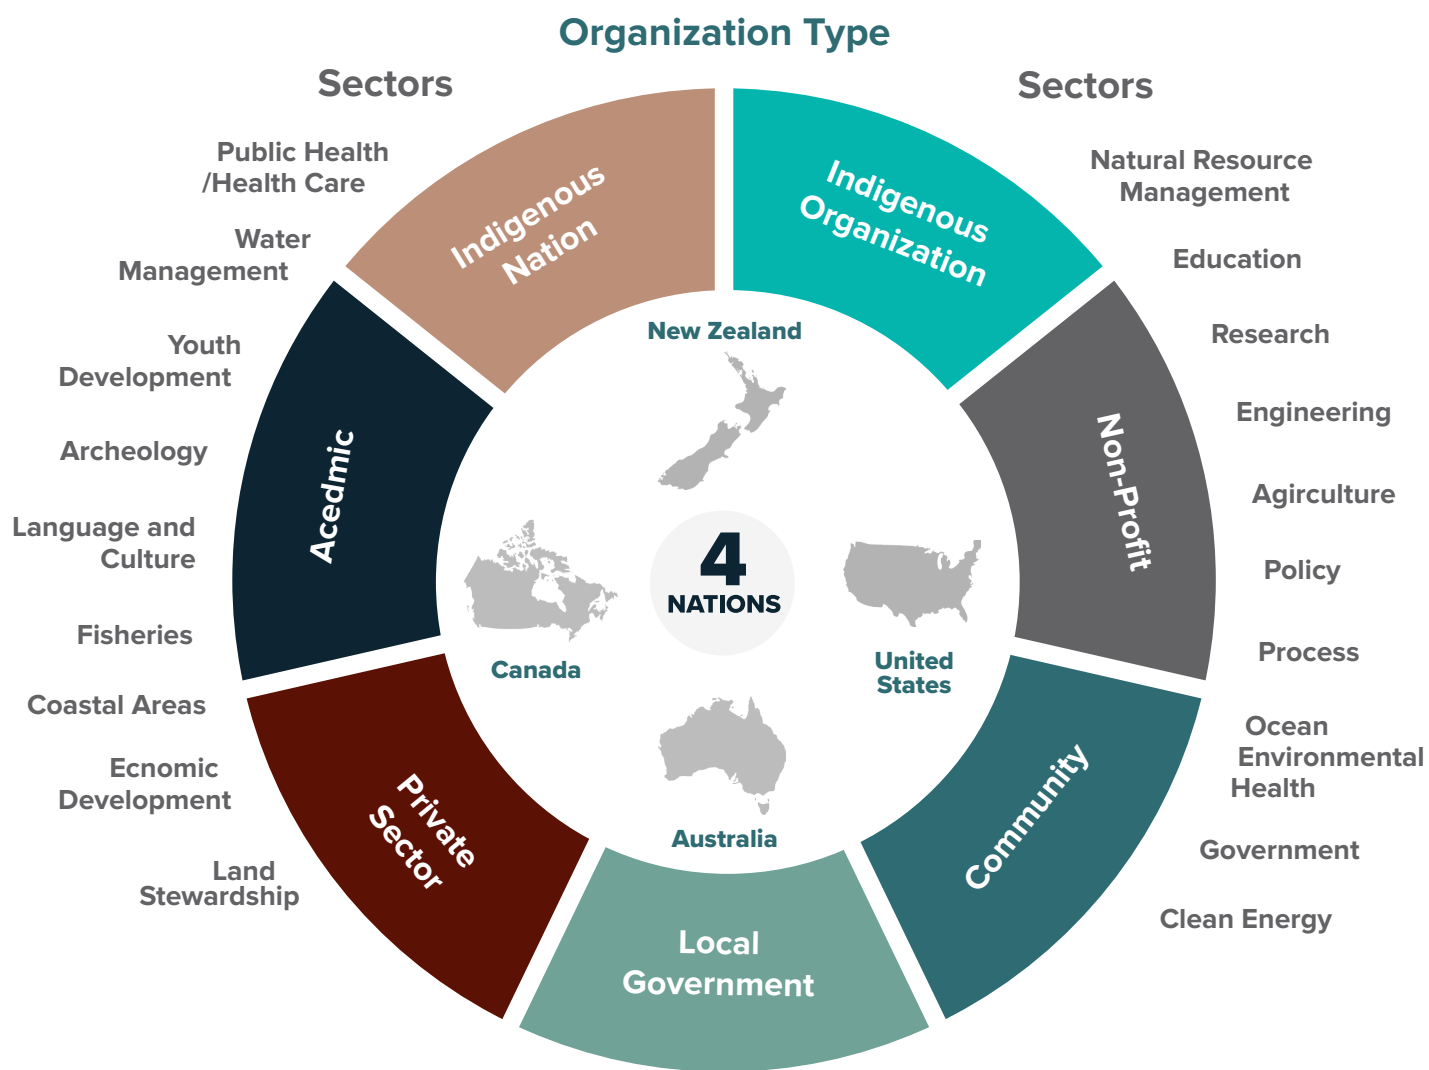 Organization Type
Sectors
Public Health
/Health Care
Water
Management
Youth
Development
Archeology
Language and
Culture
Fisheries
Coastal Areas
Ecnomic
Development
Land
Stewardship
Sectors
Natural Resource
Management
Education
Research
Engineering
Agirculture
Policy
Process
Ocean
Environmental
Health
Government
Clean Energy
Indigenous
Nation
Indigenous
Organization
Non-Profit
Community
Local
Government
Private
Sector
Acedmic
New Zealand
Canada
4
NATIONS
United
States
Australia